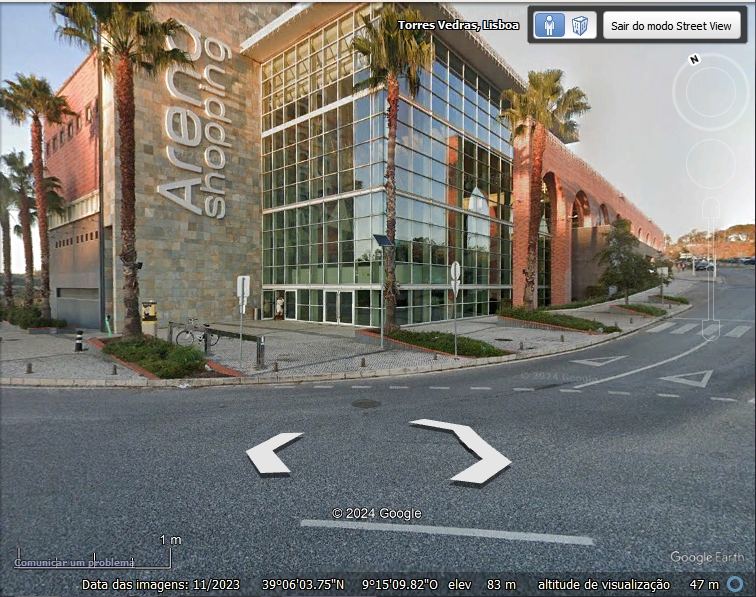 Torres Vedras, Lisboa
Sair do modo Street View
N
Arena
shopping
© 2024 Google
© 2024 Google
1 m
Comunicar um problema
Google Earth
Data das imagens: 11/2023 39°06'03.75"N 9°15'09.82"O elev 83 m altitude de visualização 47 m